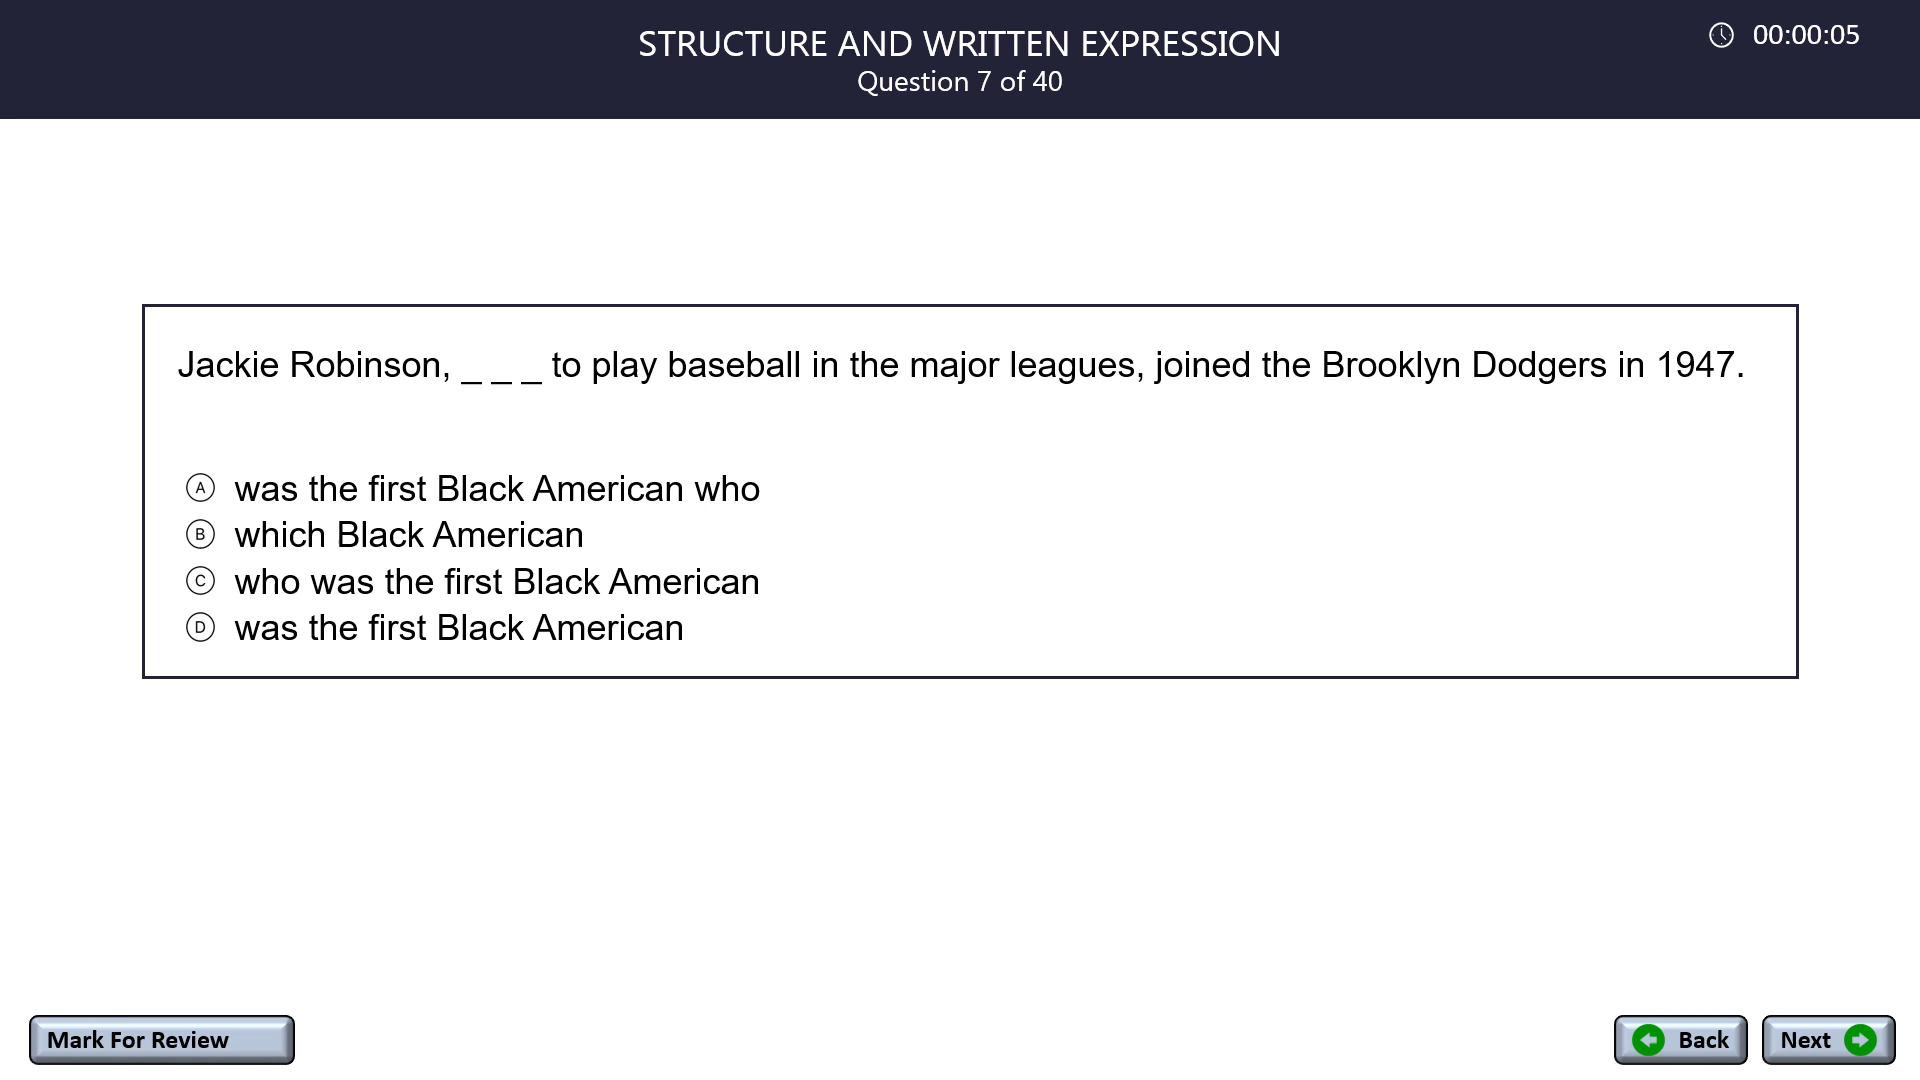 STRUCTURE AND WRITTEN EXPRESSION
00:00:05
Question 7 of 40
Jackie Robinson, _ _ _ to play baseball in the major leagues, joined the Brooklyn Dodgers in 1947.
A was the first Black American who
B which Black American
C who was the first Black American
D was the first Black American
Mark For Review
Back
Next